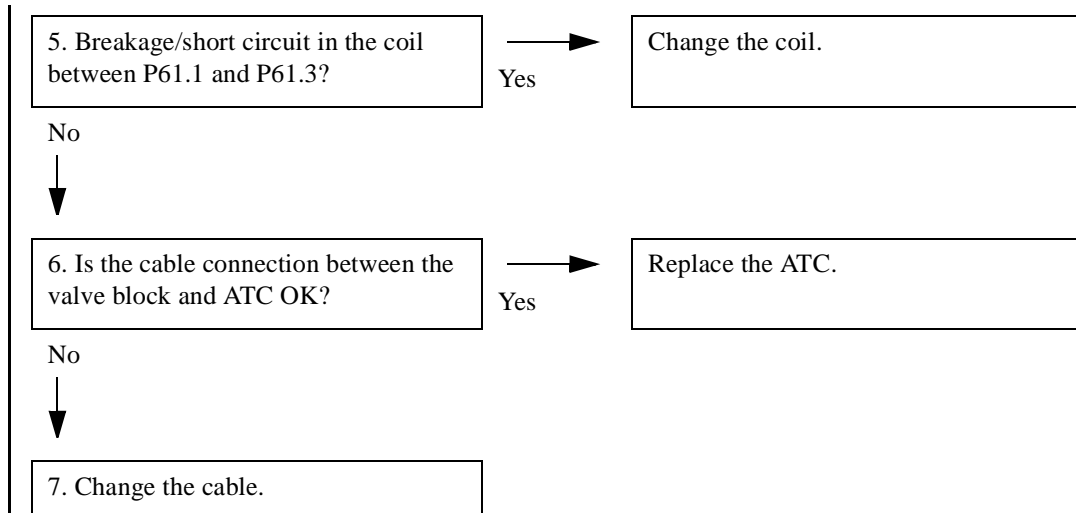 5. Breakage/short circuit in the coil
between P61.1 and P61.3?
Yes
Change the coil.
No
6. Is the cable connection between the
valve block and ATC OK?
Yes
Replace the ATC.
No
7. Change the cable.